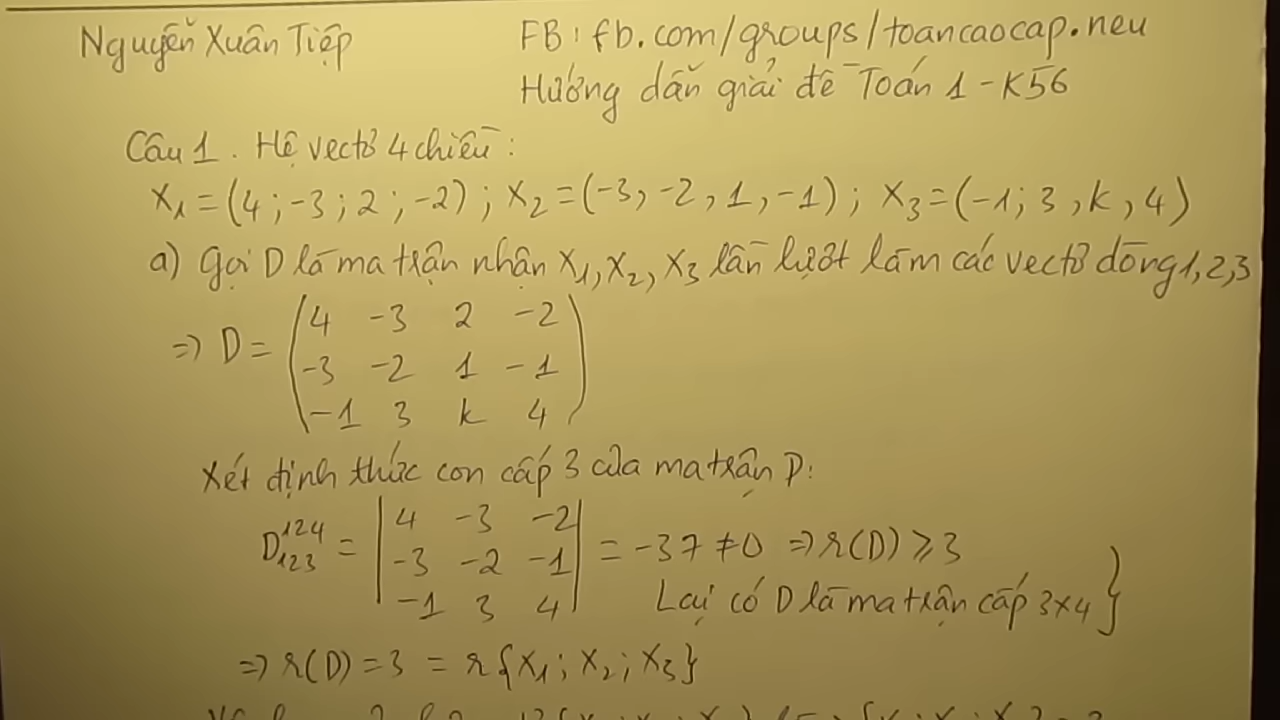 Nguyễn Xuân Tiệp
FB: fb.com/groups/toancaocap.neu
Hướng dẫn giải đề Toán 1 - K56
Câu 1. Hệ vectơ 4 chiều:
X₁ = (4; -3; 2; -2); X₂ = (-3, -2, 1, -1); X₃ = (-1; 3, k, 4)
a) Gọi D là ma trận nhận X₁, X₂, X₃ lần lượt làm các vectơ dòng 1, 2, 3
=> D = ( 4 -3 2 -2
-3 -2 1 -1
-1 3 k 4 )
Xét định thức con cấp 3 của ma trận D:
D₁₂₃¹²⁴ = | 4 -3 -2
-3 -2 -1
-1 3 4 | = -37 ≠ 0 => r(D) ⩾ 3
Lại có D là ma trận cấp 3x4 }
=> r(D) = 3 = r{X₁; X₂; X₃}